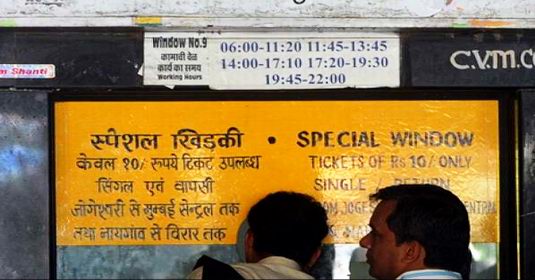 Window No.9
कामाची वेळ
कार्य का समय
Working Hours
06:00-11:20 11:45-13:45
14:00-17:10 17:20-19:30
19:45-22:00
Shanti
C.V.M.
स्पेशल खिड़की • SPECIAL WINDOW
केवल १०/ रूपये टिकट उपलब्ध
TICKETS OF Rs 10/ ONLY
सिंगल एवं वापसी
SINGLE / RETURN
जोगेश्वरी से मुम्बई सेन्ट्रल तक
तथा नायगाँव से विरार तक